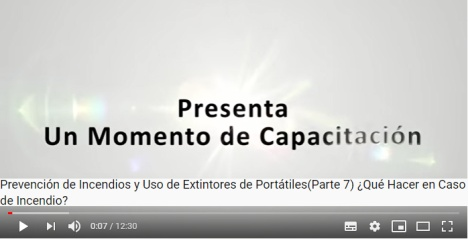 Presenta
Un Momento de Capacitación
Prevención de Incendios y Uso de Extintores de Portátiles(Parte 7) ¿Qué Hacer en Caso
de Incendio?
0:07 / 12:30